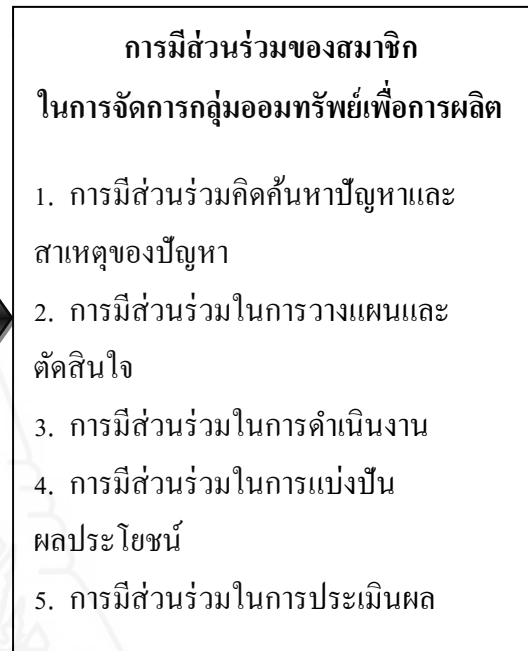 การมีส่วนร่วมของสมาชิก
ในการจัดการกลุ่มออมทรัพย์เพื่อการผลิต
1. การมีส่วนร่วมคิดค้นหาปัญหาและ
สาเหตุของปัญหา
2. การมีส่วนร่วมในการวางแผนและ
ตัดสินใจ
3. การมีส่วนร่วมในการดำเนินงาน
4. การมีส่วนร่วมในการแบ่งปัน
ผลประโยชน์
5. การมีส่วนร่วมในการประเมินผล